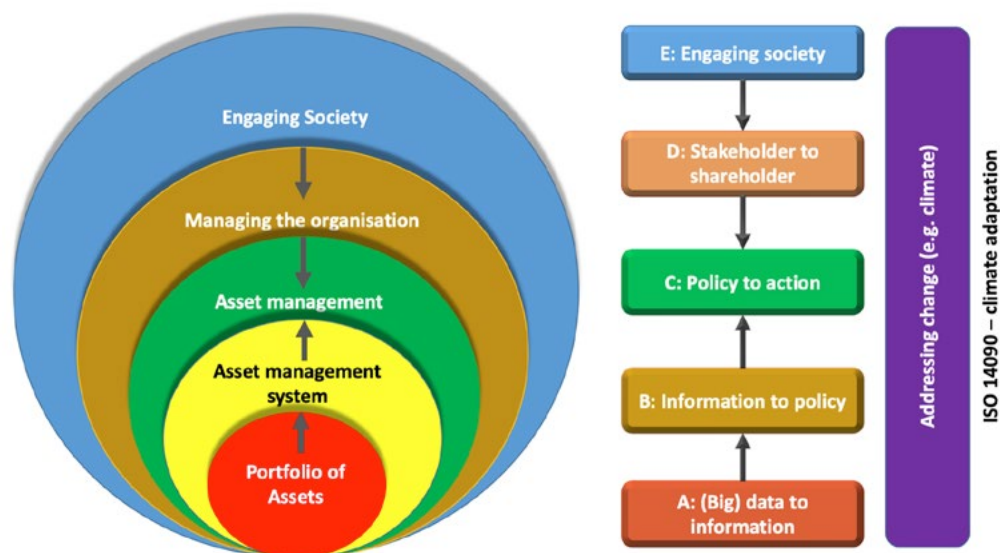 Engaging Society
Managing the organisation
Asset management
Asset management
system
Portfolio of
Assets
E: Engaging society
D: Stakeholder to
shareholder
C: Policy to action
B: Information to policy
A: (Big) data to
information
Addressing change (e.g. climate)
ISO 14090 – climate adaptation